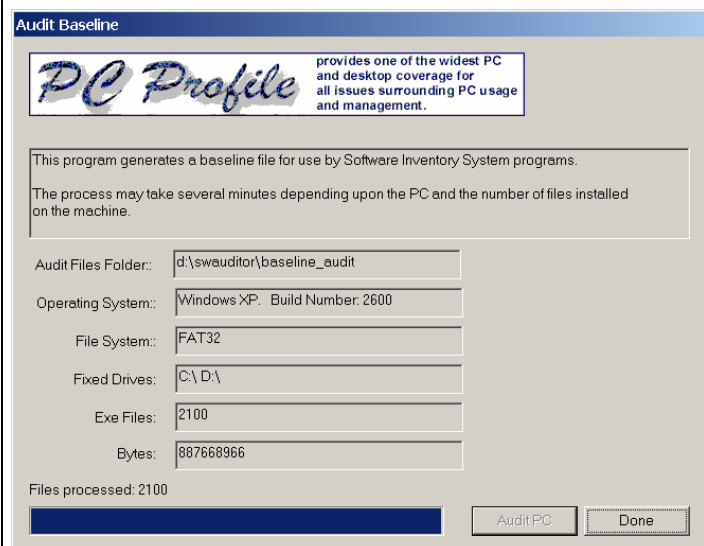 Audit Baseline
PC Profile
provides one of the widest PC
and desktop coverage for
all issues surrounding PC usage
and management.
This program generates a baseline file for use by Software Inventory System programs.
The process may take several minutes depending upon the PC and the number of files installed
on the machine.
Audit Files Folder:: d:\swauditor\baseline_audit
Operating System:: Windows XP. Build Number: 2600
File System:: FAT32
Fixed Drives: C:\ D:\
Exe Files: 2100
Bytes: 887668966
Files processed: 2100
Audit PC Done